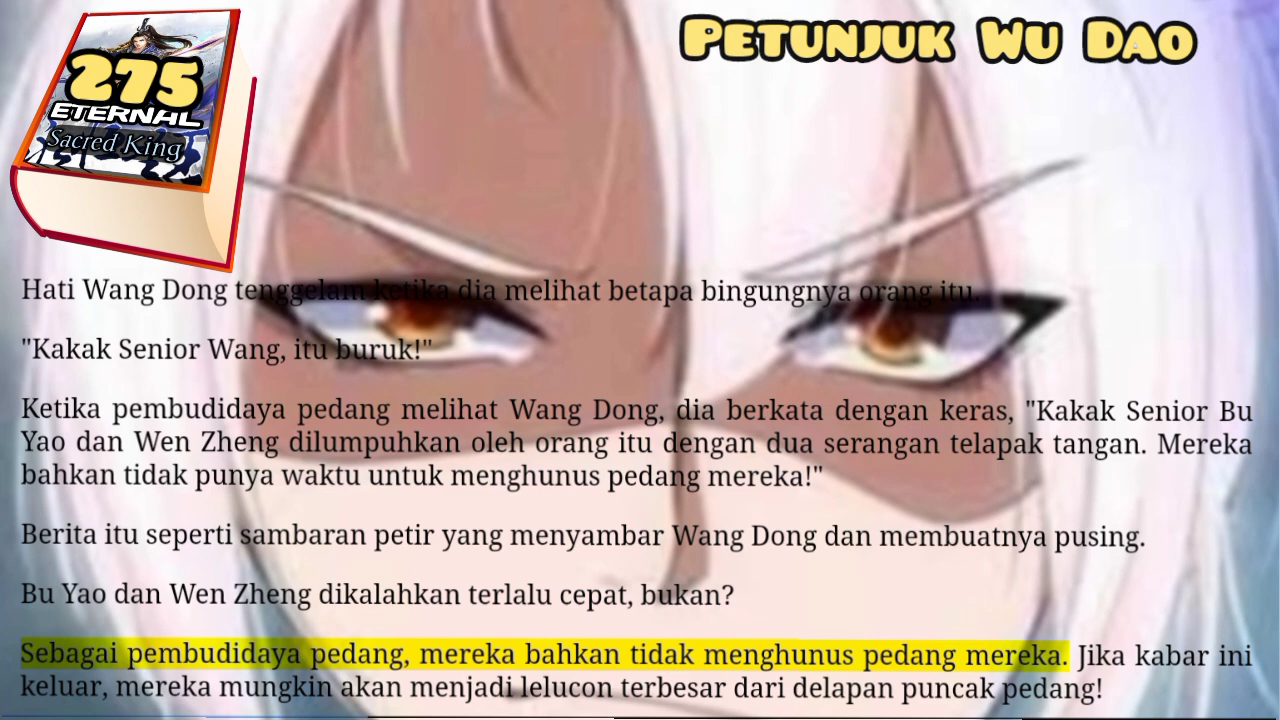 Petunjuk Wu Dao
275
ETERNAL
Sacred King
Hati Wang Dong tenggelam ketika dia melihat betapa bingungnya orang itu.
"Kakak Senior Wang, itu buruk!"
Ketika pembudidaya pedang melihat Wang Dong, dia berkata dengan keras, "Kakak Senior Bu
Yao dan Wen Zheng dilumpuhkan oleh orang itu dengan dua serangan telapak tangan. Mereka
bahkan tidak punya waktu untuk menghunus pedang mereka!"
Berita itu seperti sambaran petir yang menyambar Wang Dong dan membuatnya pusing.
Bu Yao dan Wen Zheng dikalahkan terlalu cepat, bukan?
Sebagai pembudidaya pedang, mereka bahkan tidak menghunus pedang mereka. Jika kabar ini
keluar, mereka mungkin akan menjadi lelucon terbesar dari delapan puncak pedang!